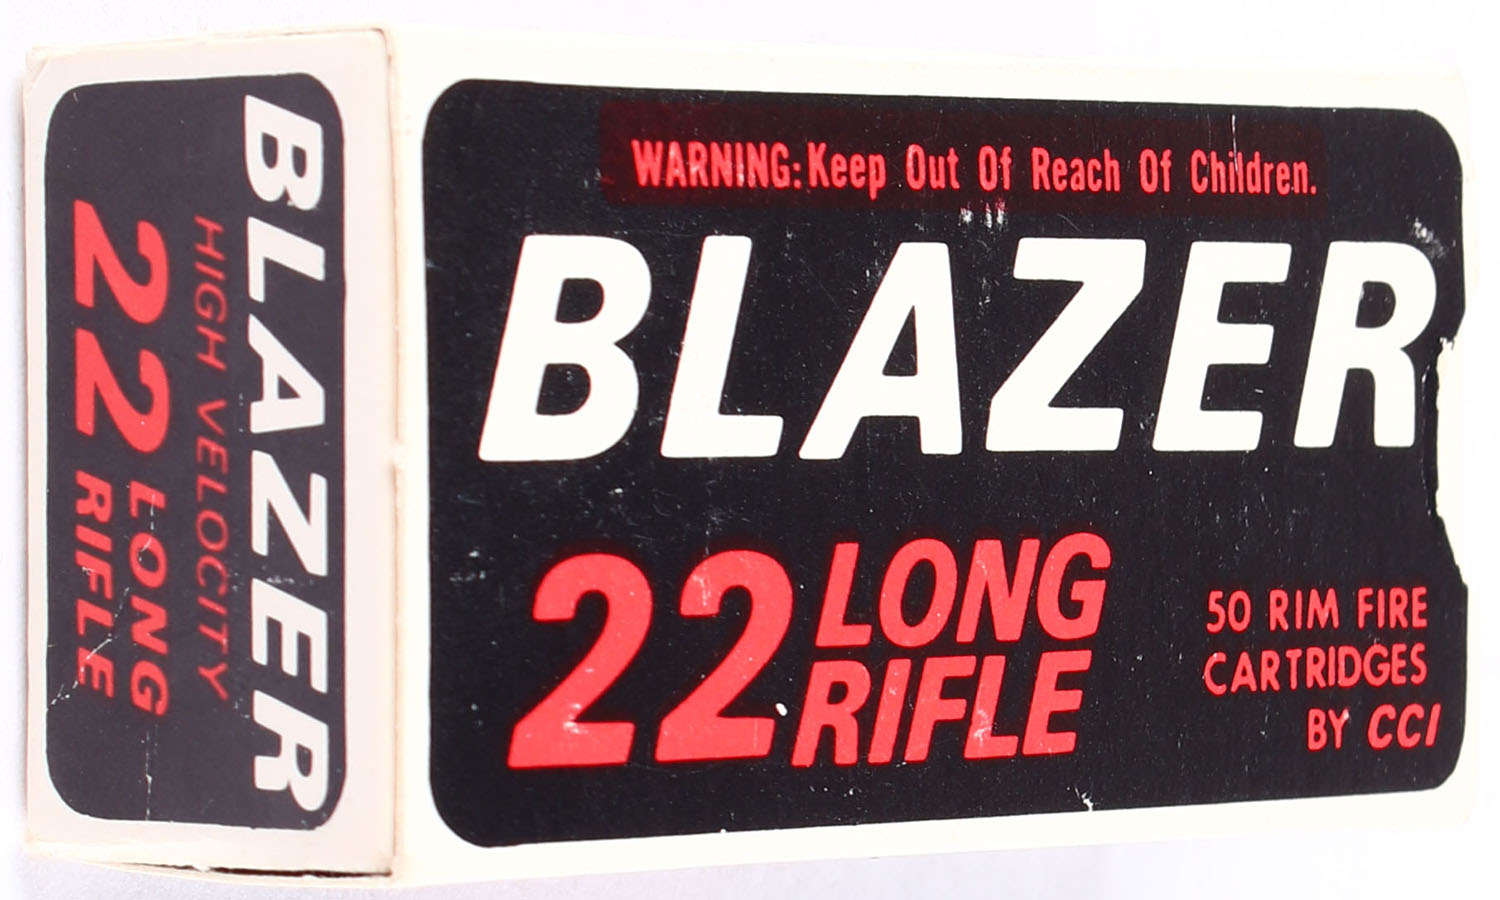 BLAZER
HIGH VELOCITY
22 LONG
RIFLE
WARNING: Keep Out Of Reach Of Children.
BLAZER
22 LONG
RIFLE
50 RIM FIRE
CARTRIDGES
BY CCI